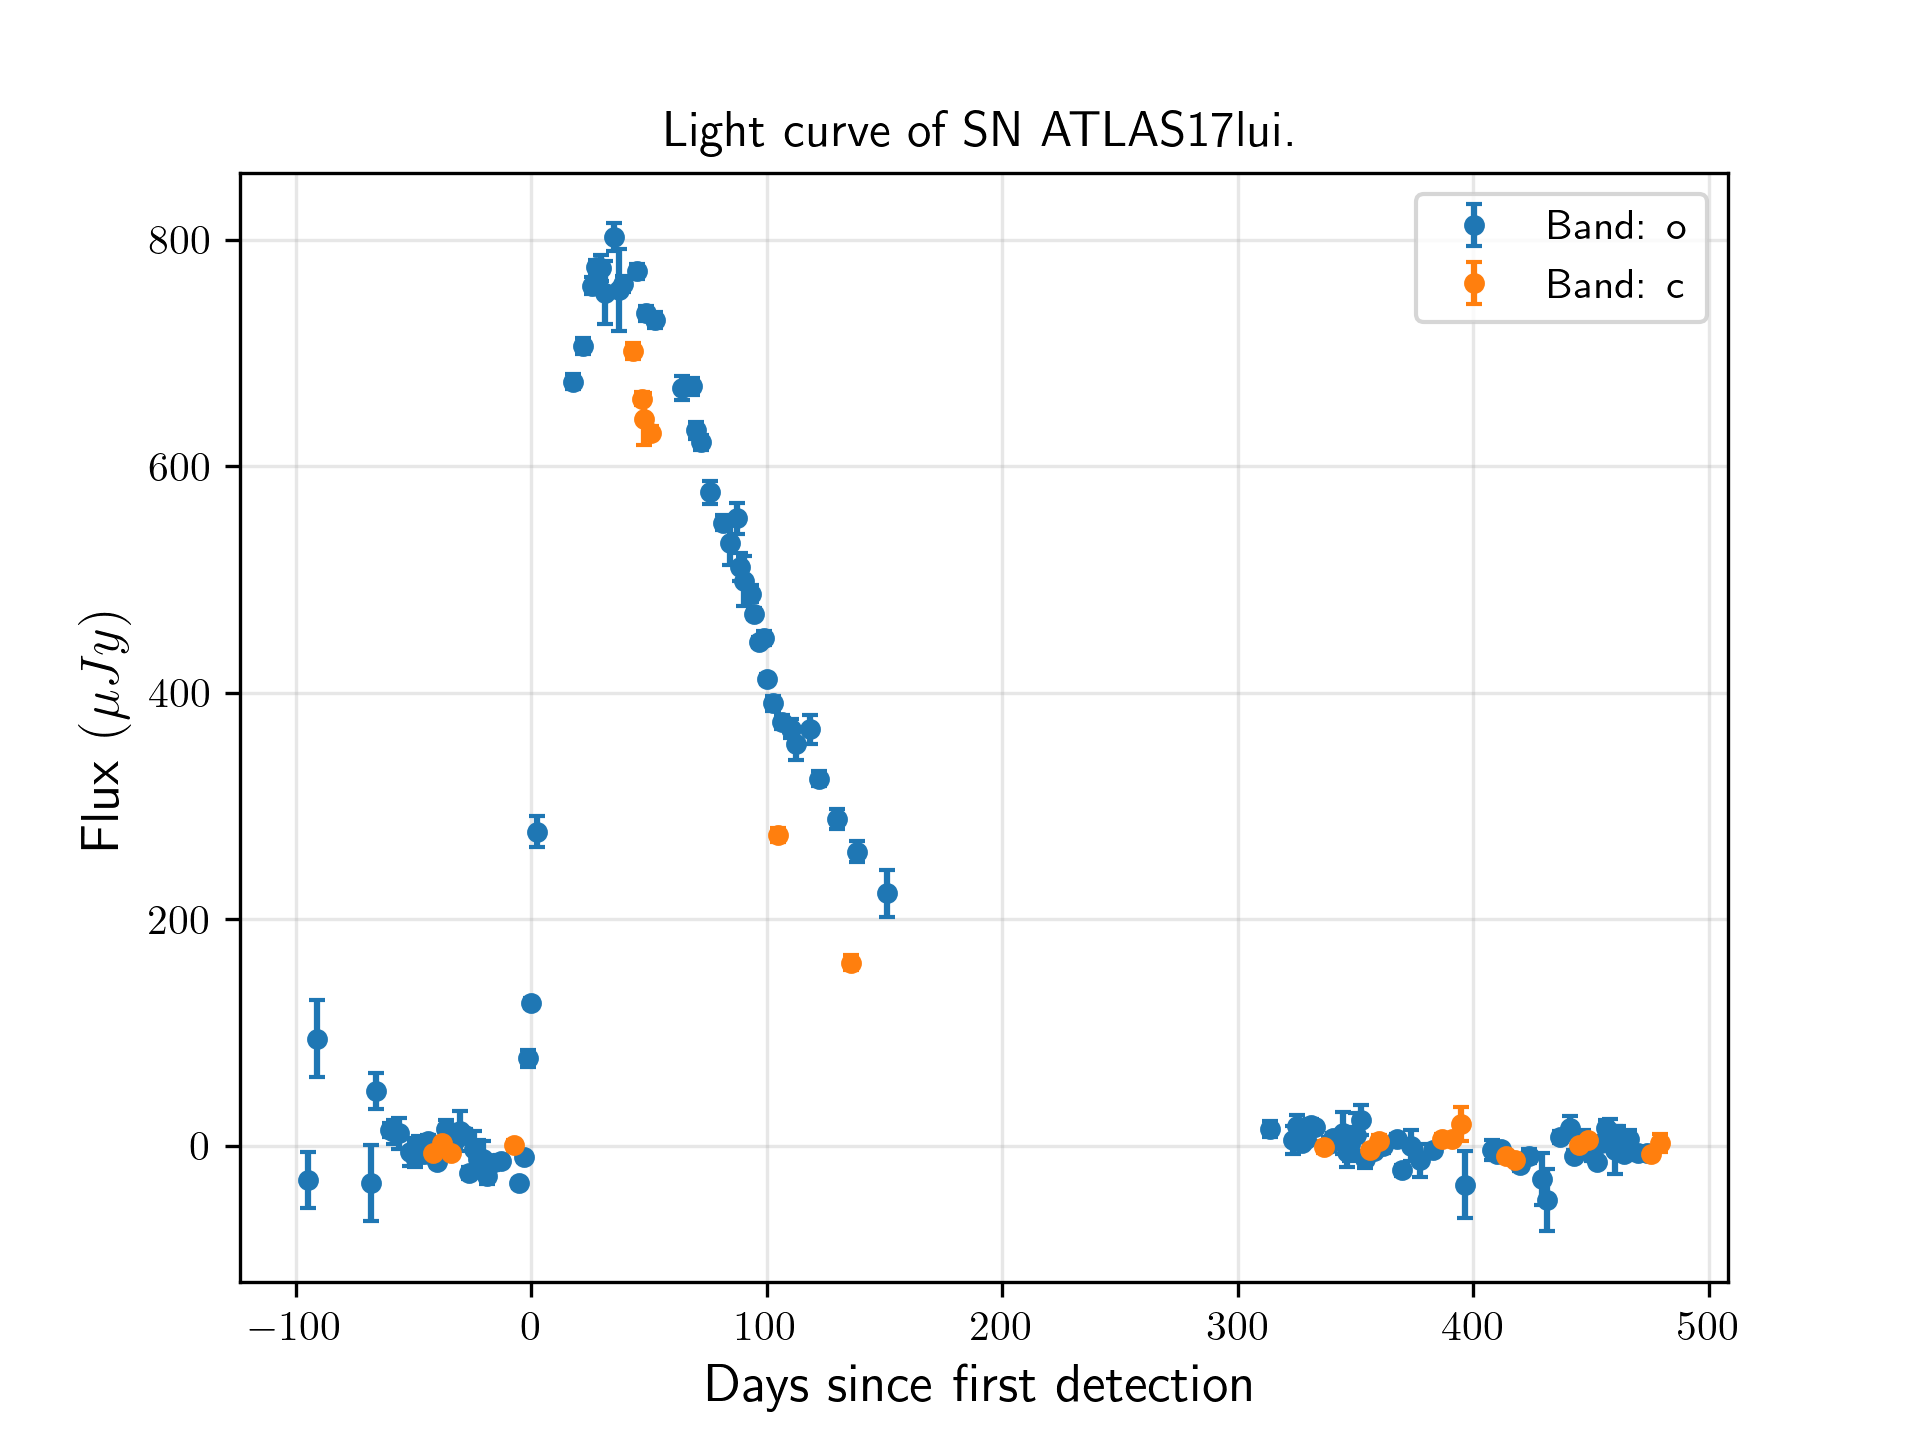 Light curve of SN ATLAS17lui.
Band: o
Band: c
Flux (μJy)
800
600
400
200
0
−100 0 100 200 300 400 500
Days since first detection